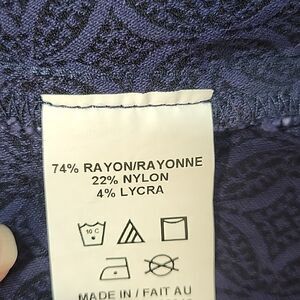 74% RAYON/RAYONNE
22% NYLON
4% LYCRA
10 C
MADE IN / FAIT AU